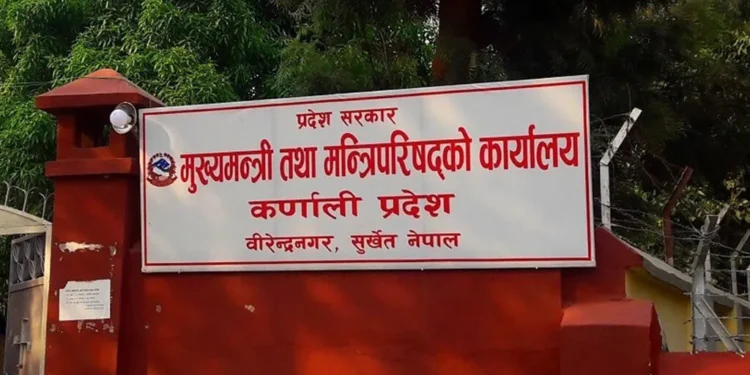 प्रदेश सरकार
मुख्यमन्त्री तथा मन्त्रिपरिषद्को कार्यालय
कर्णाली प्रदेश
वीरेन्द्रनगर, सुर्खेत नेपाल